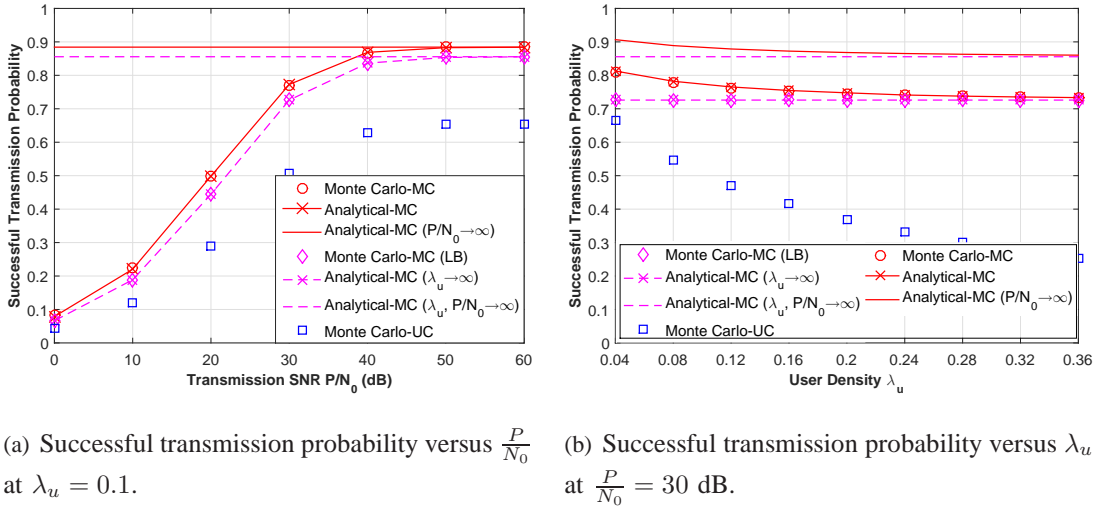 1
0.9
0.8
0.7
0.6
0.5
0.4
0.3
0.2
0.1
0
Successful Transmission Probability
0 10 20 30 40 50 60
Transmission SNR P/N₀ (dB)
Monte Carlo-MC
Analytical-MC
Analytical-MC (P/N₀→∞)
Monte Carlo-MC (LB)
Analytical-MC (λᵤ→∞)
Analytical-MC (λᵤ, P/N₀→∞)
Monte Carlo-UC
(a) Successful transmission probability versus P/N₀
at λᵤ = 0.1.
1
0.9
0.8
0.7
0.6
0.5
0.4
0.3
0.2
0.1
0
Successful Transmission Probability
0.04 0.08 0.12 0.16 0.2 0.24 0.28 0.32 0.36
User Density λᵤ
Monte Carlo-MC (LB)
Analytical-MC (λᵤ→∞)
Analytical-MC (λᵤ, P/N₀→∞)
Monte Carlo-UC
Monte Carlo-MC
Analytical-MC
Analytical-MC (P/N₀→∞)
(b) Successful transmission probability versus λᵤ
at P/N₀ = 30 dB.